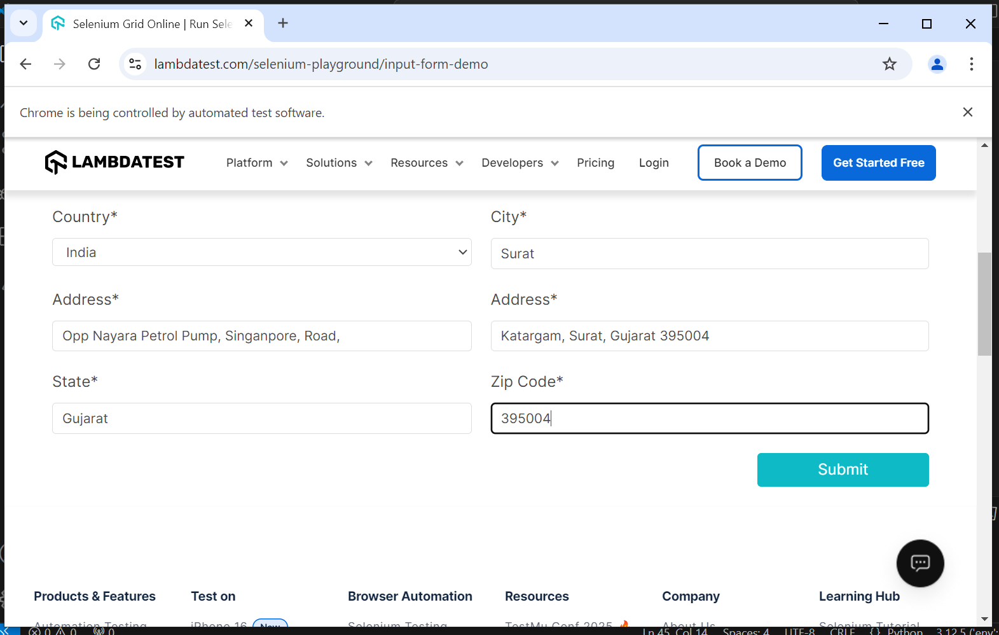 Selenium Grid Online | Run Sele
lambdatest.com/selenium-playground/input-form-demo
Chrome is being controlled by automated test software.
LAMBDATEST Platform Solutions Resources Developers Pricing Login Book a Demo Get Started Free
Country* City*
India Surat
Address* Address*
Opp Nayara Petrol Pump, Singanpore, Road, Katargam, Surat, Gujarat 395004
State* Zip Code*
Gujarat 395004
Submit
Products & Features Test on Browser Automation Resources Company Learning Hub
Automation Testing iPhone 16 New Selenium Testing TestMu Conf 2025 About Us Selenium Tutorial
0 0 0 Ln 45, Col 14 Spaces: 4 UTF-8 CRLF {} Python 3.12.5 ('env':